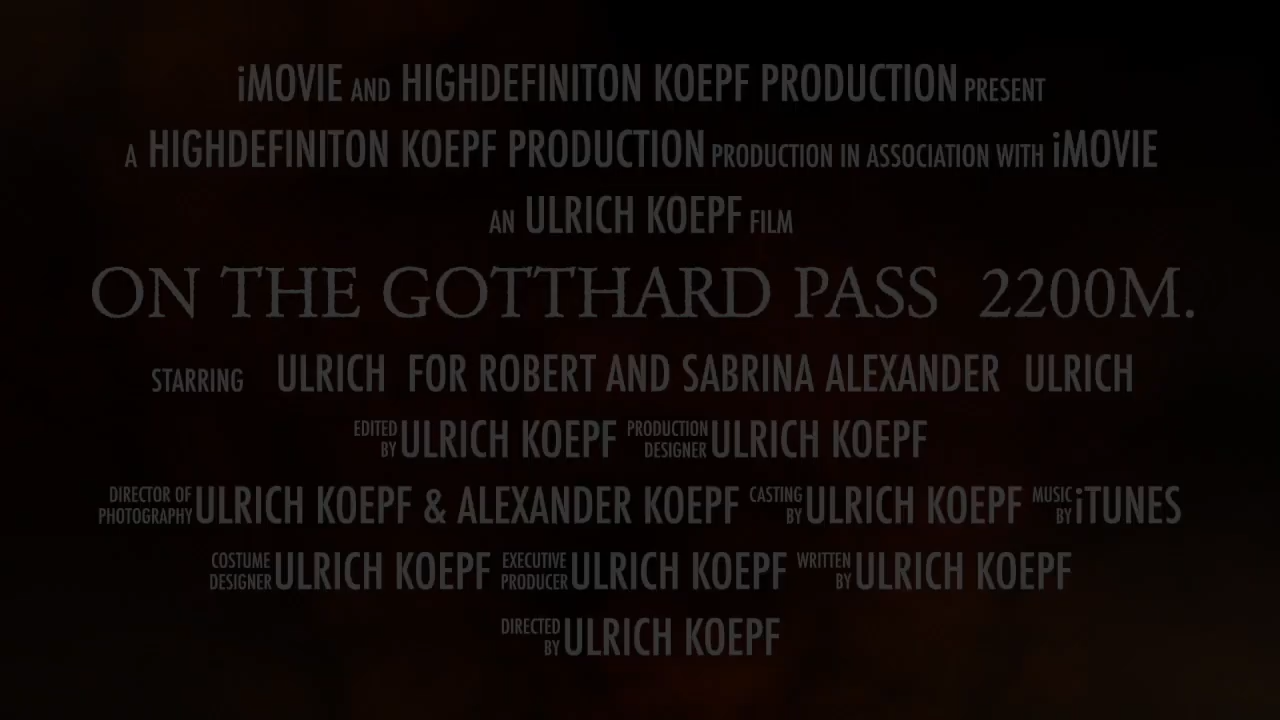 iMOVIE AND HIGHDEFINITON KOEPF PRODUCTION PRESENT
A HIGHDEFINITON KOEPF PRODUCTION PRODUCTION IN ASSOCIATION WITH iMOVIE
AN ULRICH KOEPF FILM
ON THE GOTTHARD PASS 2200M.
STARRING ULRICH FOR ROBERT AND SABRINA ALEXANDER ULRICH
EDITED BY ULRICH KOEPF PRODUCTION DESIGNER ULRICH KOEPF
DIRECTOR OF PHOTOGRAPHY ULRICH KOEPF & ALEXANDER KOEPF CASTING BY ULRICH KOEPF MUSIC BY iTUNES
COSTUME DESIGNER ULRICH KOEPF EXECUTIVE PRODUCER ULRICH KOEPF WRITTEN BY ULRICH KOEPF
DIRECTED BY ULRICH KOEPF